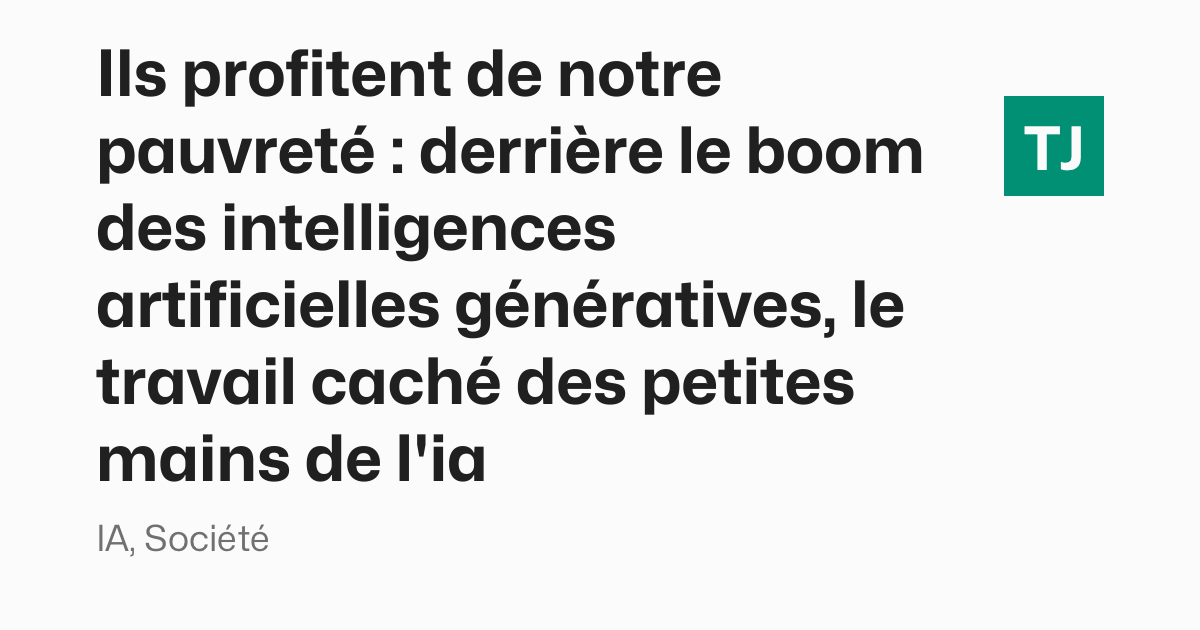 Ils profitent de notre
pauvreté : derrière le boom
des intelligences
artificielles génératives, le
travail caché des petites
mains de l'ia
TJ
IA, Société